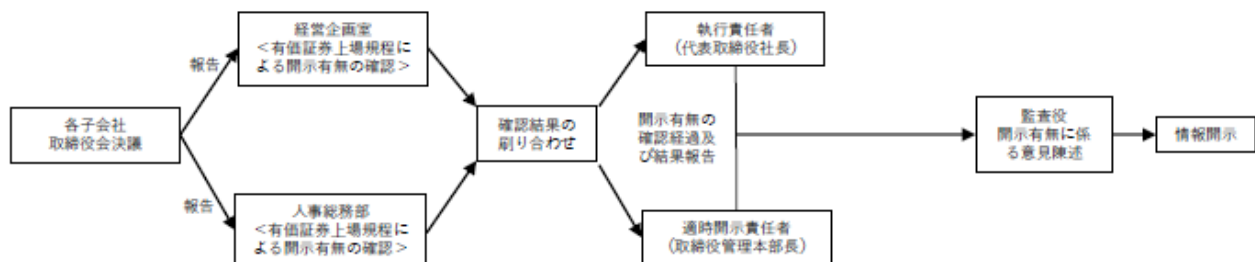 各子会社
取締役会決議
報告
報告
経営企画室
＜有価証券上場規程に
よる開示有無の確認＞
人事総務部
＜有価証券上場規程に
よる開示有無の確認＞
確認結果の
刷り合わせ
執行責任者
（代表取締役社長）
開示有無の
確認経過及
び結果報告
適時開示責任者
（取締役管理本部長）
監査役
開示有無に係
る意見陳述
情報開示